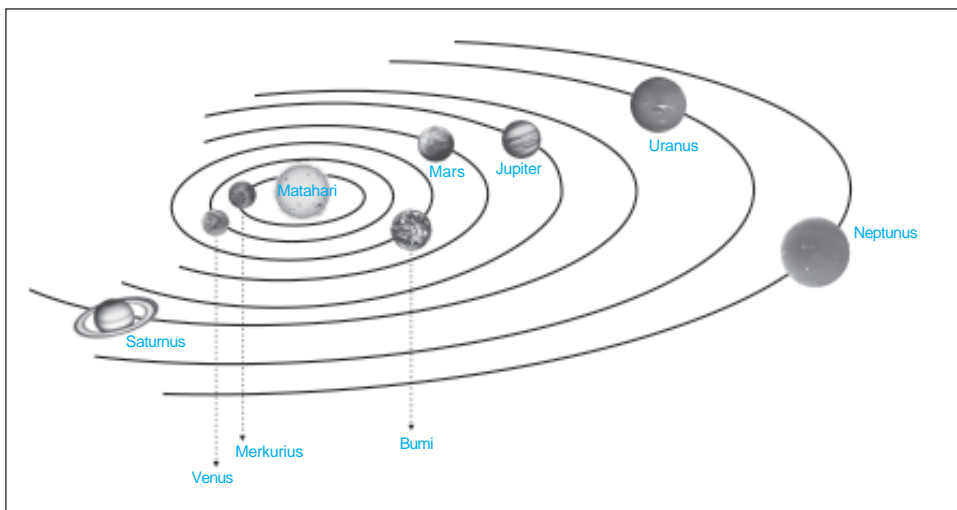 Uranus
Mars
Jupiter
Matahari
Neptunus
Saturnus
Bumi
Merkurius
Venus